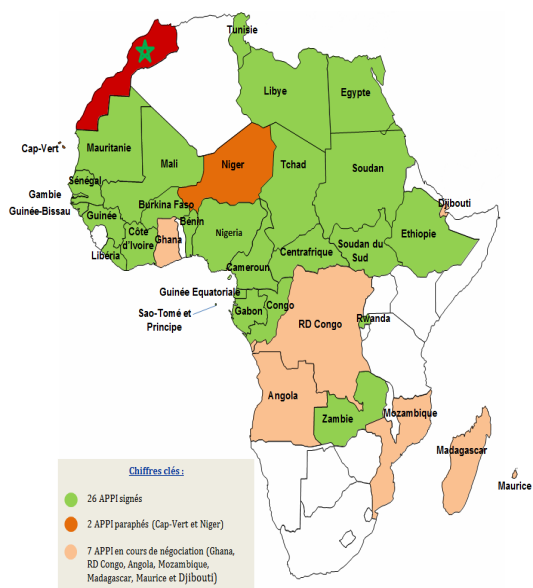 Tunisie
Libye
Egypte
Cap-Vert
Mauritanie
Mali
Niger
Tchad
Soudan
Sénégal
Gambie
Guinée-Bissau
Guinée
Burkina Faso
Bénin
Djibouti
Côte
d'Ivoire
Ghana
Nigeria
Ethiopie
Libéria
Centrafrique
Soudan du
Sud
Cameroun
Guinée Equatoriale
Sao-Tomé et
Principe
Gabon
Congo
RD Congo
Rwanda
Angola
Zambie
Mozambique
Madagascar
Maurice
Chiffres clés :
26 APPI signés
2 APPI paraphés (Cap-Vert et Niger)
7 APPI en cours de négociation (Ghana,
RD Congo, Angola, Mozambique,
Madagascar, Maurice et Djibouti)